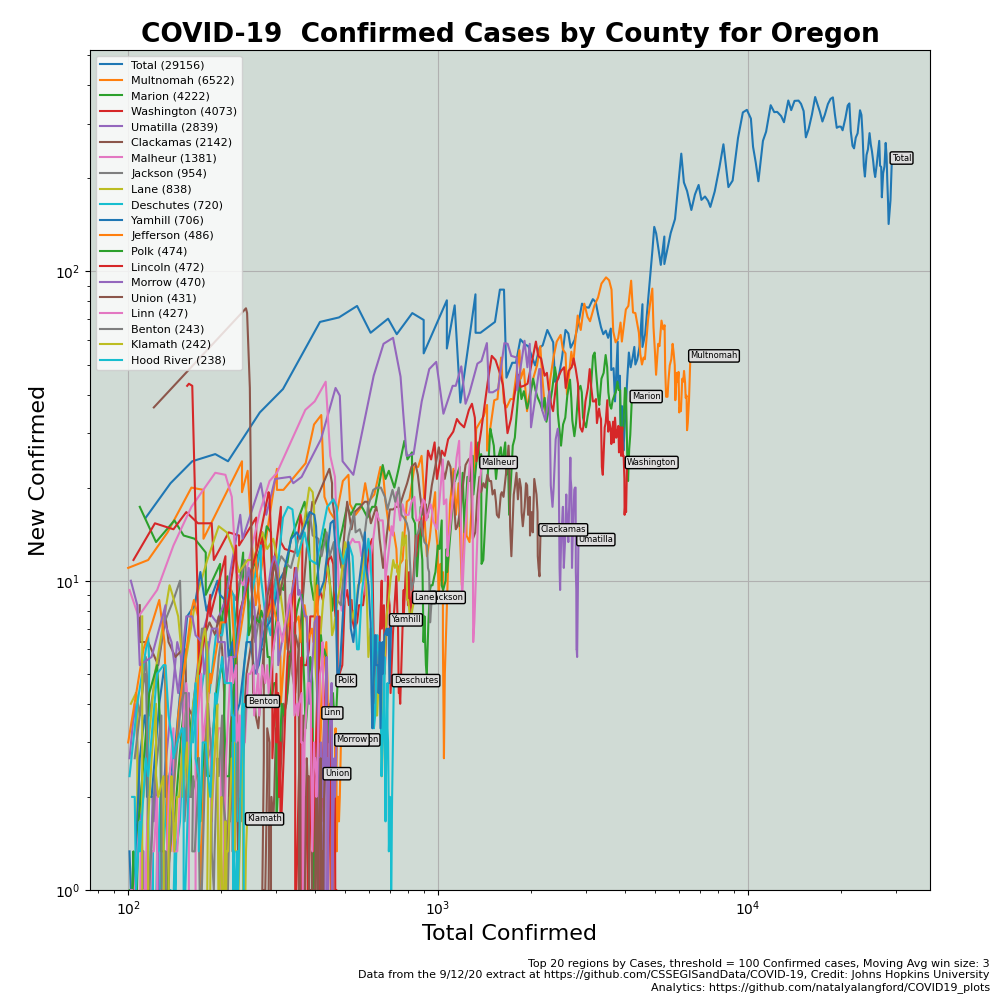 COVID-19  Confirmed Cases by County for Oregon
Total (29156)
Multnomah (6522)
Marion (4222)
Washington (4073)
Umatilla (2839)
Clackamas (2142)
Malheur (1381)
Jackson (954)
Lane (838)
Deschutes (720)
Yamhill (706)
Jefferson (486)
Polk (474)
Lincoln (472)
Morrow (470)
Union (431)
Linn (427)
Benton (243)
Klamath (242)
Hood River (238)
Total
Multnomah
Marion
Malheur
Washington
Clackamas
Umatilla
Lane
ckson
Yamhill
Polk
Deschutes
Benton
Linn
Morrow
Union
Klamath
New Confirmed
10²
10¹
10⁰
10²
10³
10⁴
Total Confirmed
Top 20 regions by Cases, threshold = 100 Confirmed cases, Moving Avg win size: 3
Data from the 9/12/20 extract at https://github.com/CSSEGISandData/COVID-19, Credit: Johns Hopkins University
Analytics: https://github.com/natalyalangford/COVID19_plots